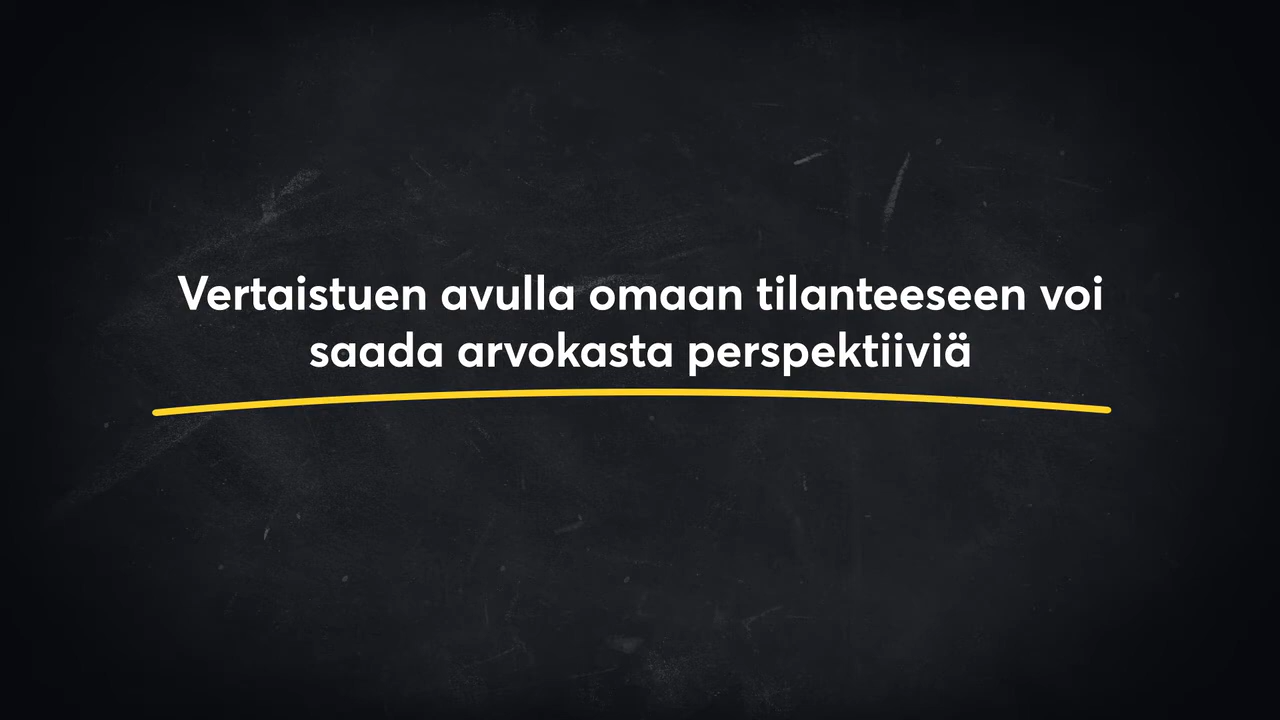 Vertaistuen avulla omaan tilanteeseen voi
saada arvokasta perspektiiviä